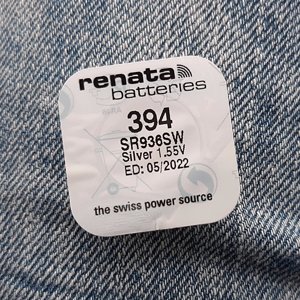 renata
batteries
394
SR936SW
Silver 1.55V
ED: 05/2022
the swiss power source